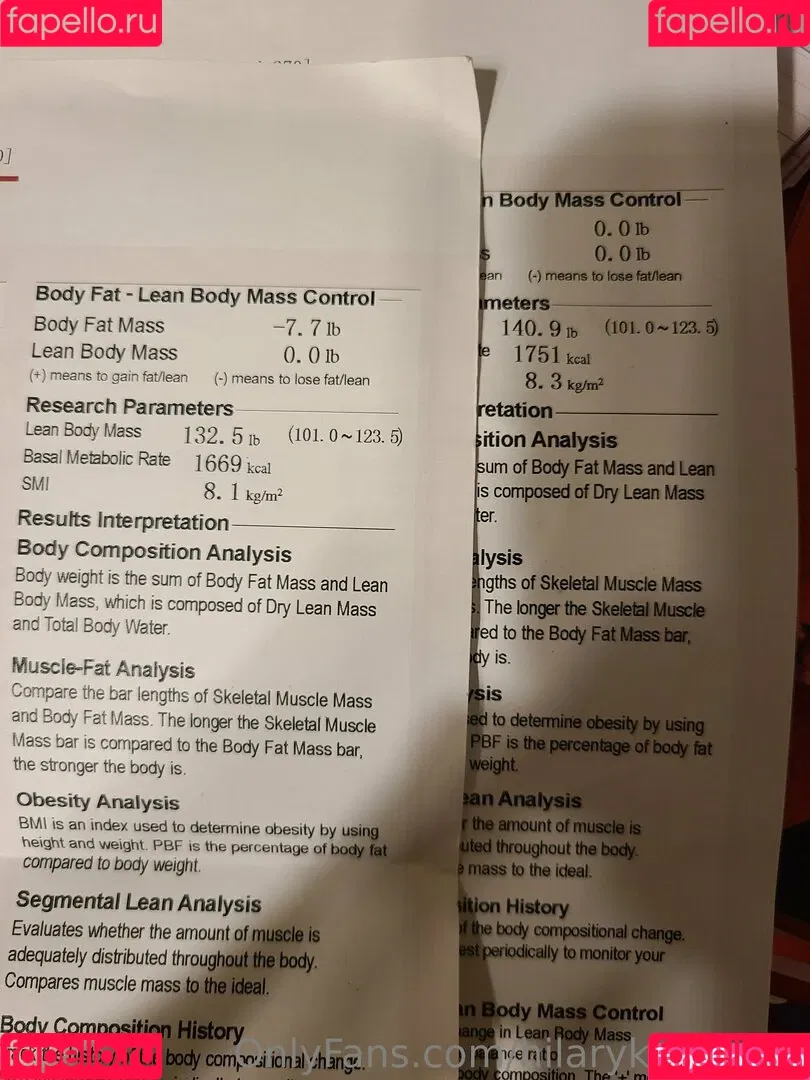 fapello.ru
fapello.ru
Body Fat - Lean Body Mass Control
Body Fat Mass -7.7 lb
Lean Body Mass 0.0 lb
(+) means to gain fat/lean (-) means to lose fat/lean
Research Parameters
Lean Body Mass 132.5 lb (101.0~123.5)
Basal Metabolic Rate 1669 kcal
SMI 8.1 kg/m²
Results Interpretation
Body Composition Analysis
Body weight is the sum of Body Fat Mass and Lean
Body Mass, which is composed of Dry Lean Mass
and Total Body Water.
Muscle-Fat Analysis
Compare the bar lengths of Skeletal Muscle Mass
and Body Fat Mass. The longer the Skeletal Muscle
Mass bar is compared to the Body Fat Mass bar,
the stronger the body is.
Obesity Analysis
BMI is an index used to determine obesity by using
height and weight. PBF is the percentage of body fat
compared to body weight.
Segmental Lean Analysis
Evaluates whether the amount of muscle is
adequately distributed throughout the body.
Compares muscle mass to the ideal.
Body Composition History
body compositional change.
n Body Mass Control
0.0 lb
s 0.0 lb
ean (-) means to lose fat/lean
meters
140.9 lb (101.0~123.5)
te 1751 kcal
8.3 kg/m²
retation
sition Analysis
sum of Body Fat Mass and Lean
is composed of Dry Lean Mass
ter.
alysis
engths of Skeletal Muscle Mass
s. The longer the Skeletal Muscle
ared to the Body Fat Mass bar,
dy is.
ysis
ed to determine obesity by using
PBF is the percentage of body fat
weight.
ean Analysis
r the amount of muscle is
uted throughout the body.
e mass to the ideal.
ition History
of the body compositional change.
est periodically to monitor your
n Body Mass Control
ange in Lean Body Mass
body composition. The '+'
fapello.ru
OnlyFans.com
fapello.ru